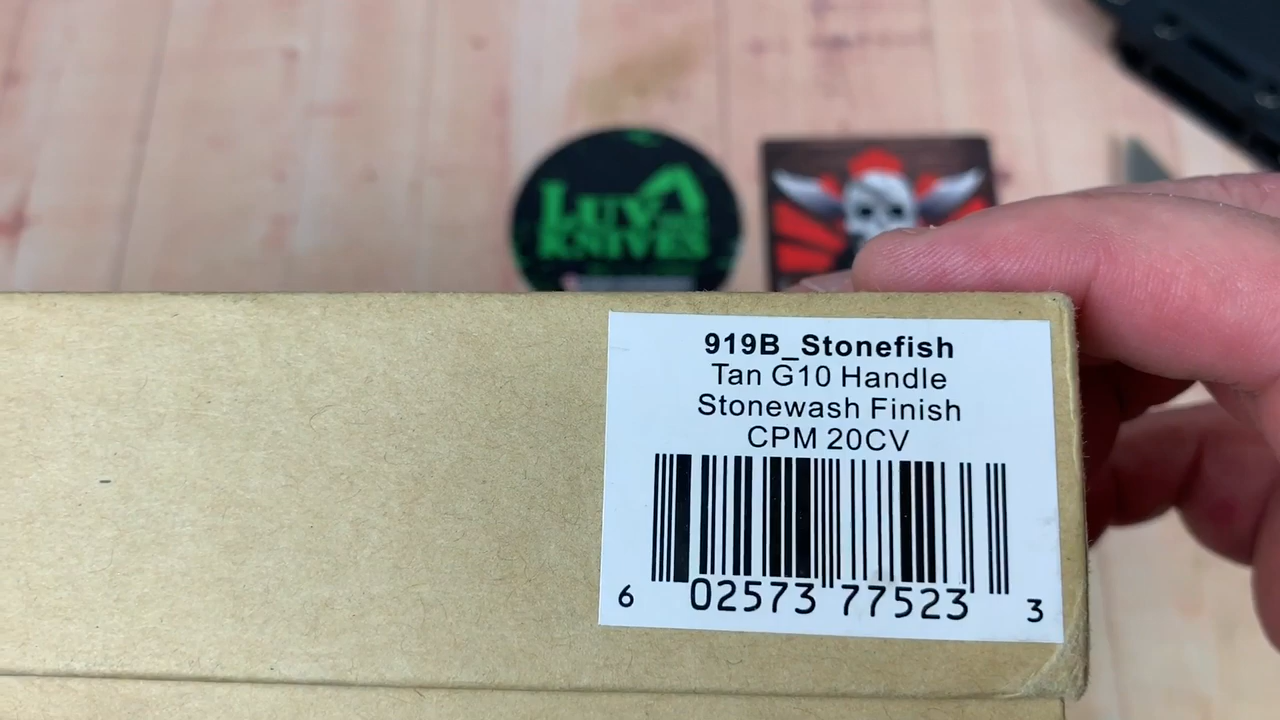 LUV
KNIVES
919B_Stonefish
Tan G10 Handle
Stonewash Finish
CPM 20CV
6 02573 77523 3